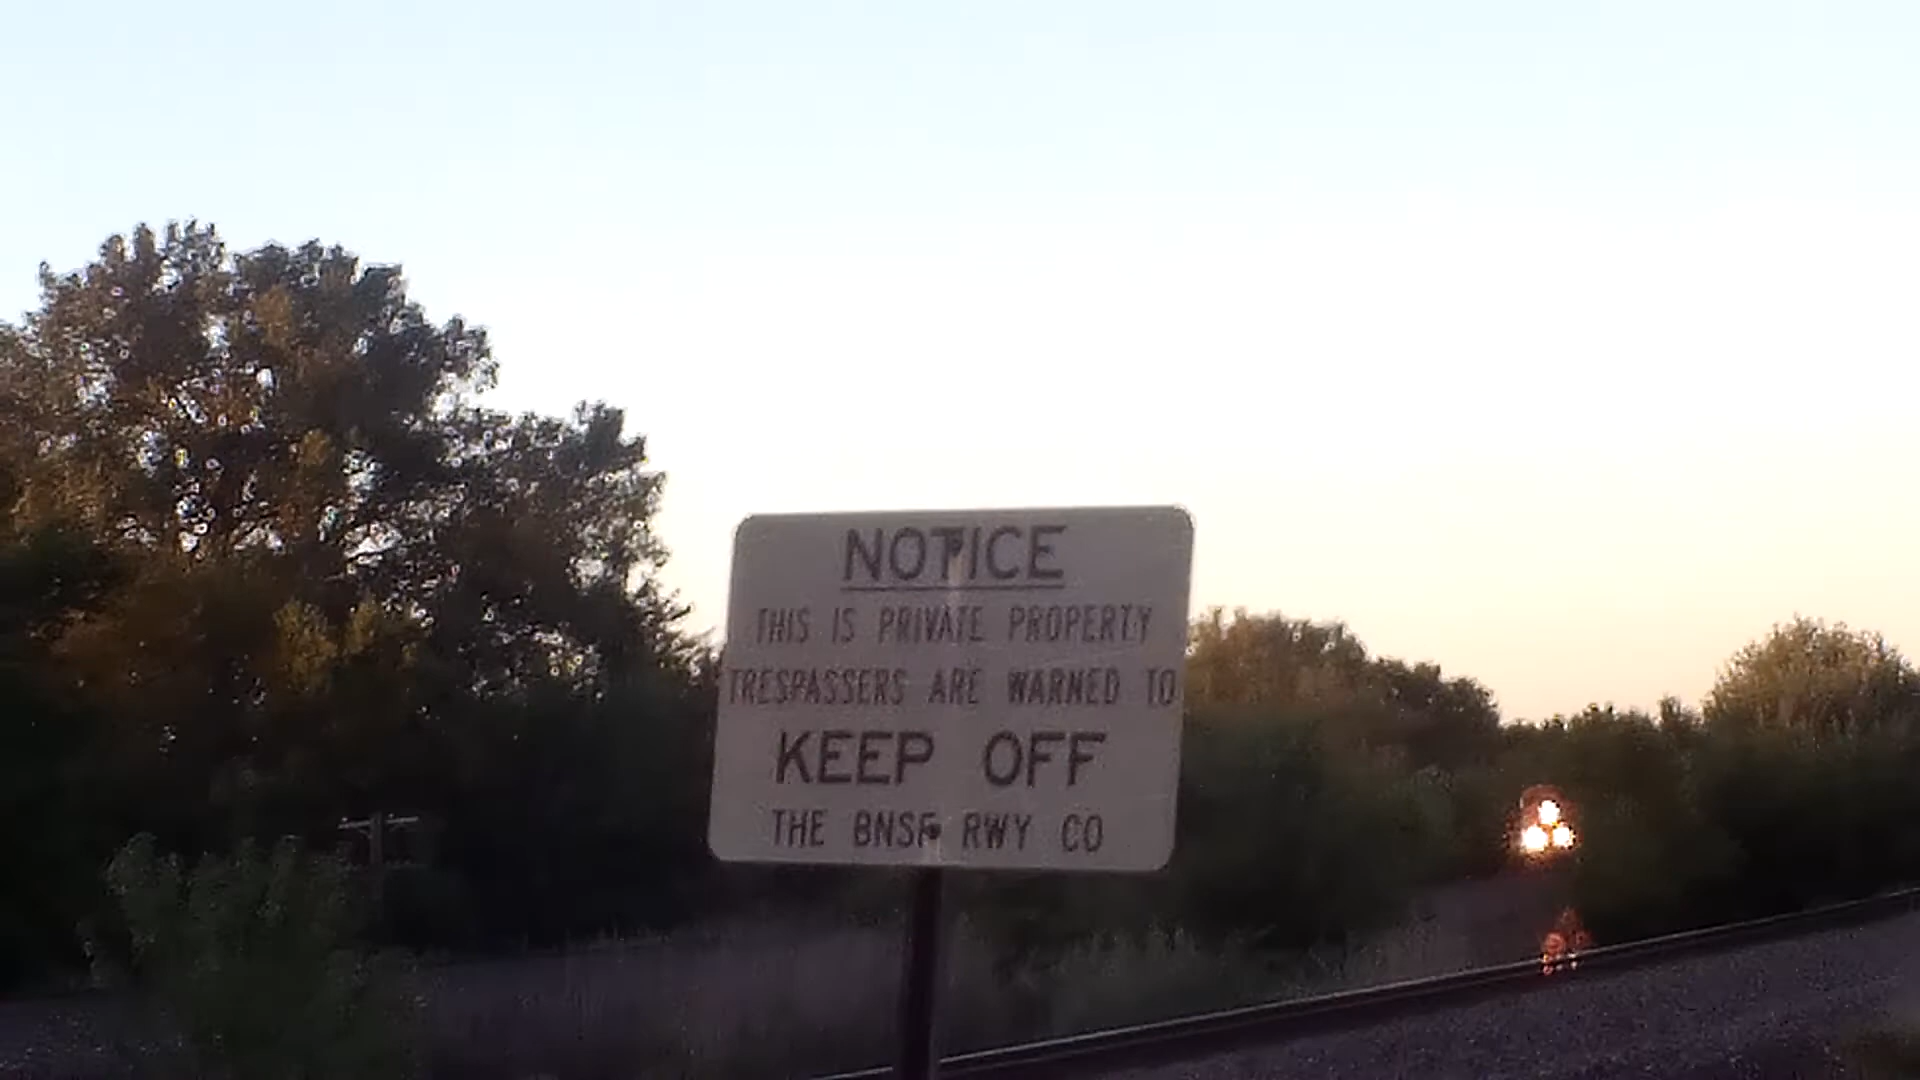 NOTICE
THIS IS PRIVATE PROPERTY
TRESPASSERS ARE WARNED TO
KEEP OFF
THE BNSF RWY CO